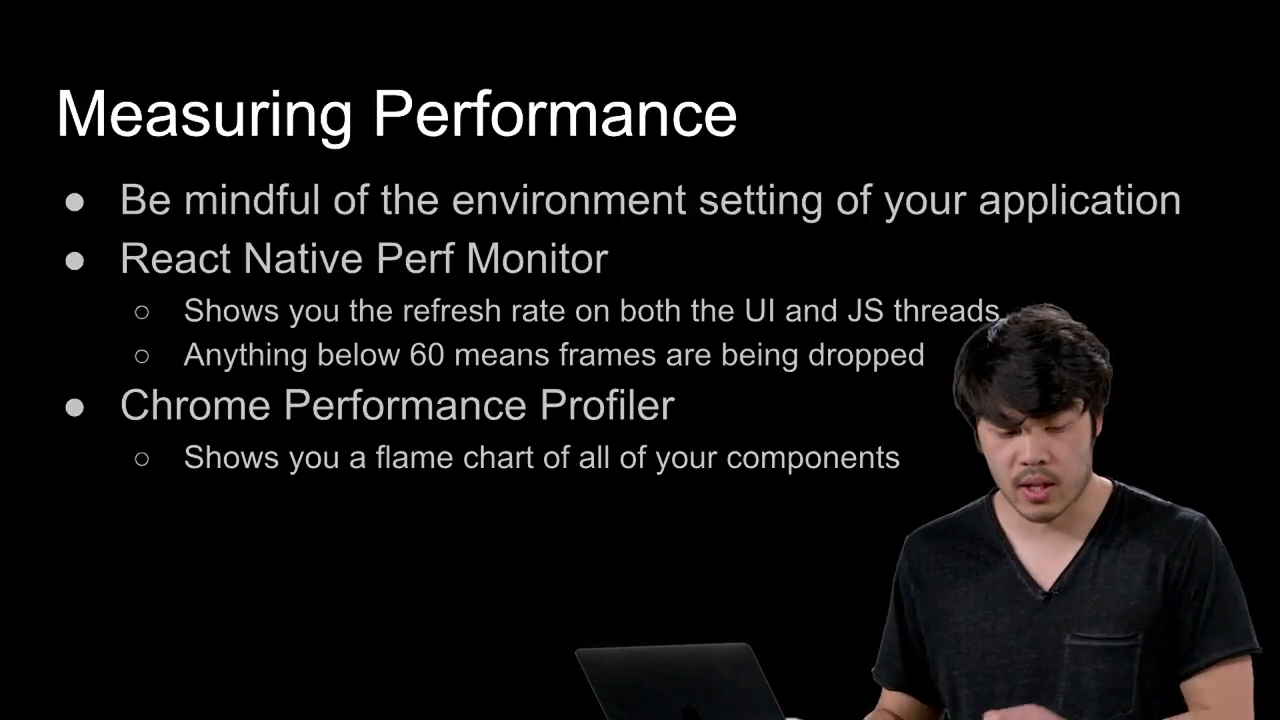 Measuring Performance
● Be mindful of the environment setting of your application
● React Native Perf Monitor
○ Shows you the refresh rate on both the UI and JS threads
○ Anything below 60 means frames are being dropped
● Chrome Performance Profiler
○ Shows you a flame chart of all of your components